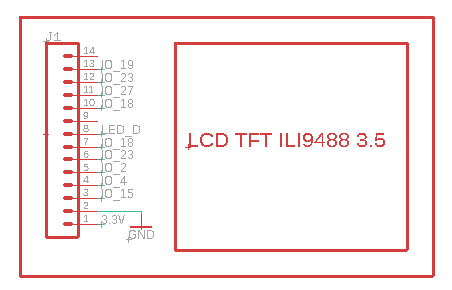 J1
14
13 IO_19
12 IO_23
11 IO_27
10 IO_18
9
8 LED_D
7 IO_18
6 IO_23
5 IO_2
4 IO_4
3 IO_15
2
1 3.3V
GND
LCD TFT ILI9488 3.5